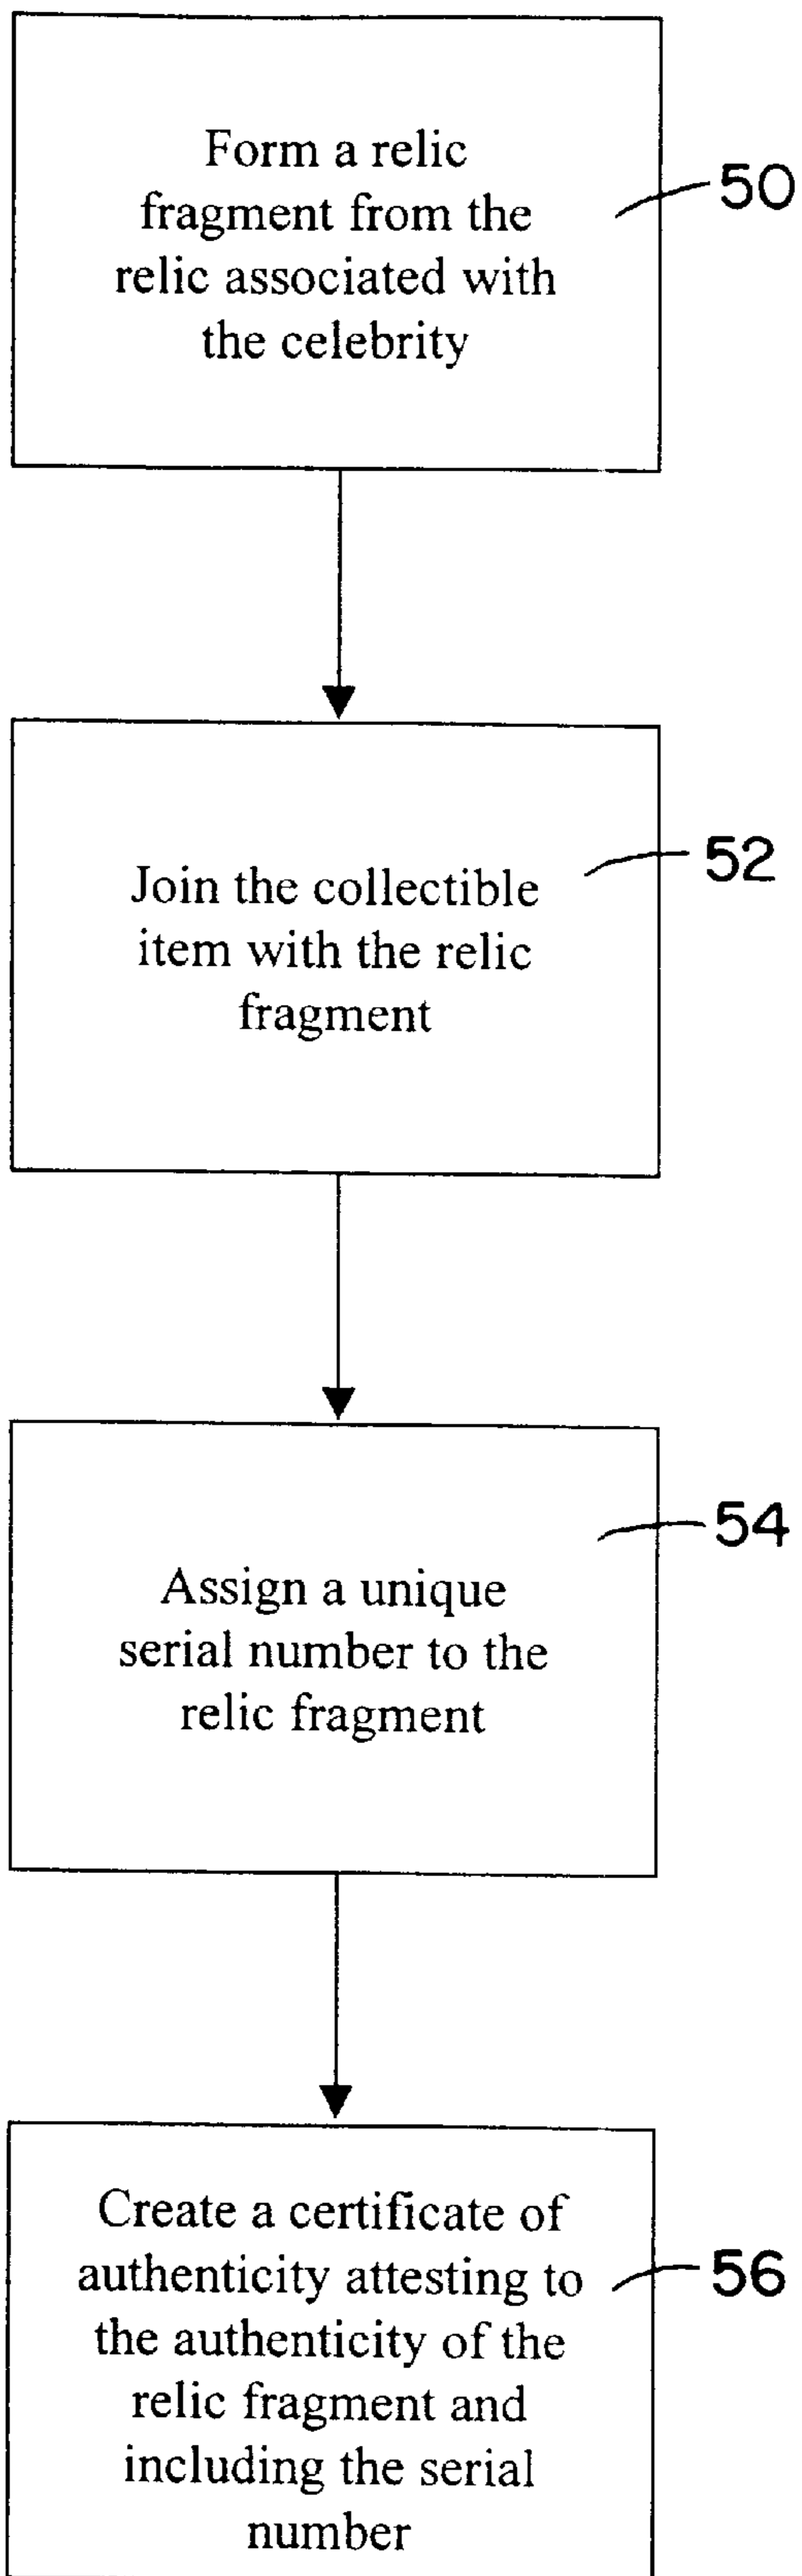 Form a relic
fragment from the
relic associated with
the celebrity
50
Join the collectible
item with the relic
fragment
52
Assign a unique
serial number to the
relic fragment
54
Create a certificate of
authenticity attesting to
the authenticity of the
relic fragment and
including the serial
number
56